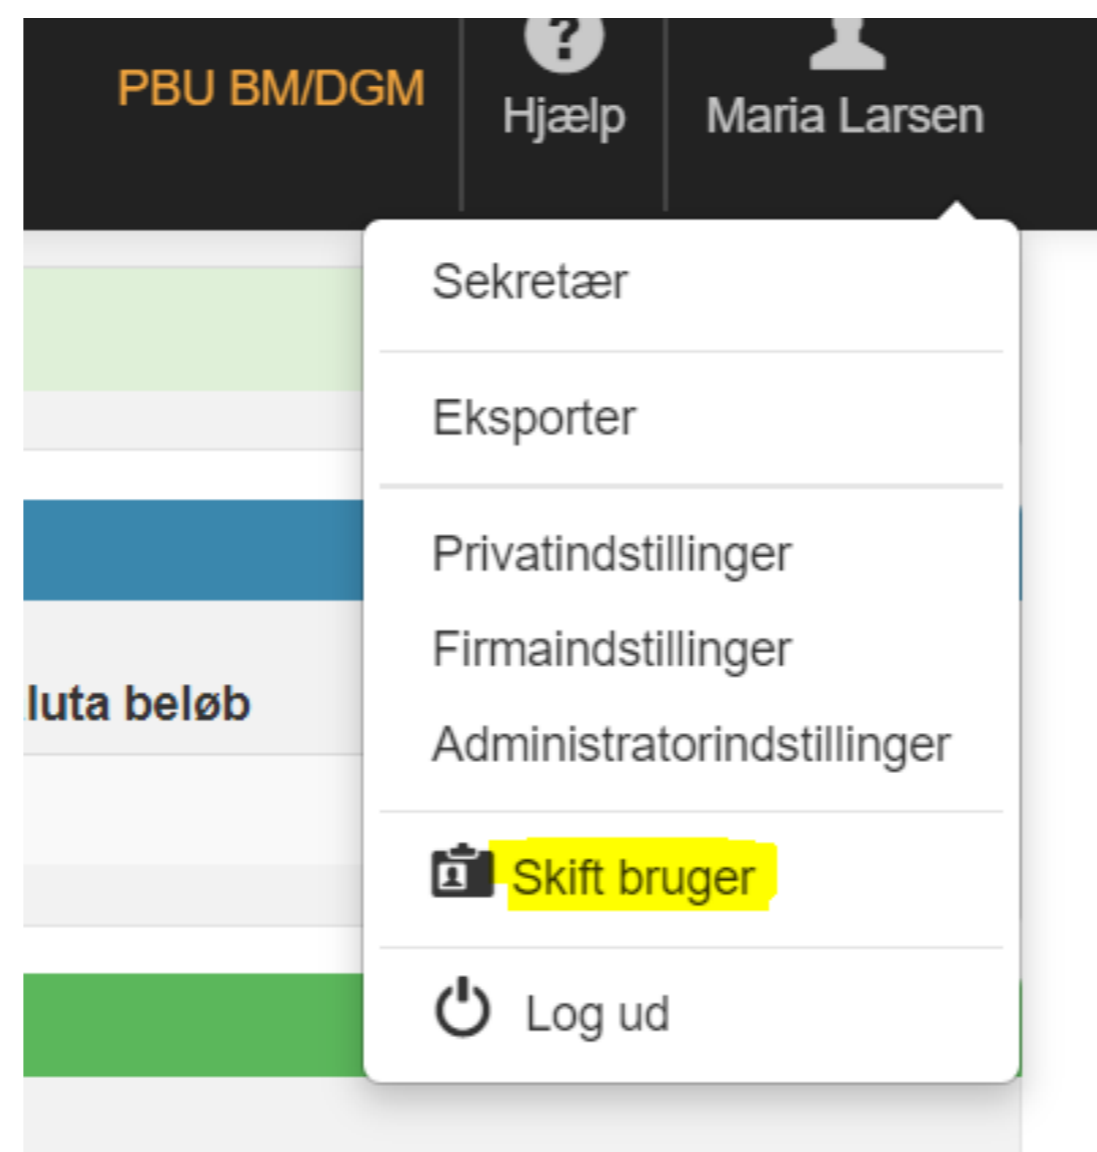 PBU BM/DGM
Hjælp
Maria Larsen
Sekretær
Eksporter
Privatindstillinger
Firmaindstillinger
luta beløb
Administratorindstillinger
Skift bruger
Log ud